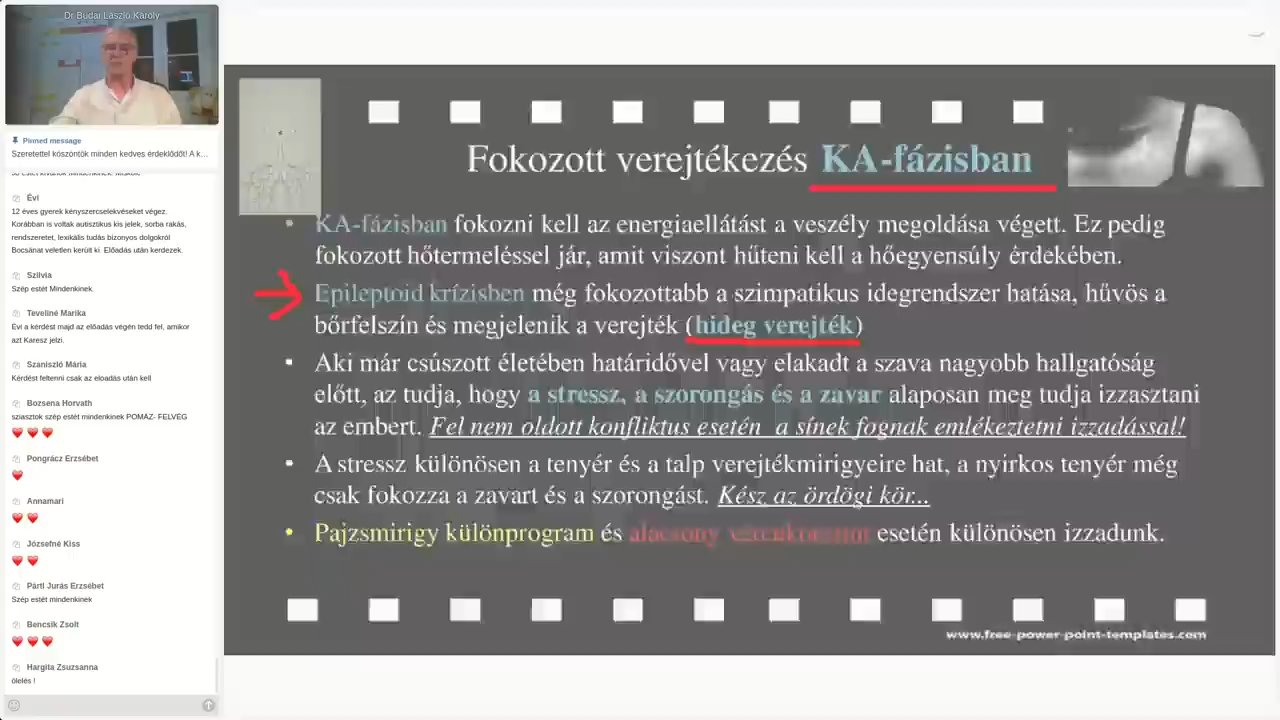 Dr Budai László Károly
Pinned message
Szeretettel köszöntök minden kedves érdeklődőt! A k...
Évi
12 éves gyerek kényszercselekvéseket végez.
Korábban is voltak autisztikus kis jelek, sorba rakás,
rendszeretet, lexikális tudás bizonyos dolgokról
Bocsánat veletlen került ki. Előadás után kerdezek.
Szilvia
Szép estét Mindenkinek.
Teveliné Marika
Évi a kérdést majd az előadás végén tedd fel, amikor
azt Karesz jelzi.
Szaniszló Mária
Kérdést feltenni csak az eloadás után kell
Bozsena Horvath
sziasztok szép estét mindenkinek POMÁZ- FELVÉG
Pongrácz Erzsébet
Annamari
Józsefné Kiss
Pártl Jurás Erzsébet
Szép estét mindenkinek
Bencsik Zsolt
Hargita Zsuzsanna
ölelés !
Fokozott verejtékezés KA-fázisban
• KA-fázisban fokozni kell az energiaellátást a veszély megoldása végett. Ez pedig
fokozott hőtermeléssel jár, amit viszont hűteni kell a hőegyensúly érdekében.
Epileptoid krízisben még fokozottabb a szimpatikus idegrendszer hatása, hűvös a
bőrfelszín és megjelenik a verejték (hideg verejték)
• Aki már csúszott életében határidővel vagy elakadt a szava nagyobb hallgatóság
előtt, az tudja, hogy a stressz, a szorongás és a zavar alaposan meg tudja izzasztani
az embert. Fel nem oldott konfliktus esetén a sínek fognak emlékeztetni izzadással!
• A stressz különösen a tenyér és a talp verejtékmirigyeire hat, a nyirkos tenyér még
csak fokozza a zavart és a szorongást. Kész az ördögi kör...
• Pajzsmirigy különprogram és alacsony vércukorszint esetén különösen izzadunk.
www.free-power-point-templates.com